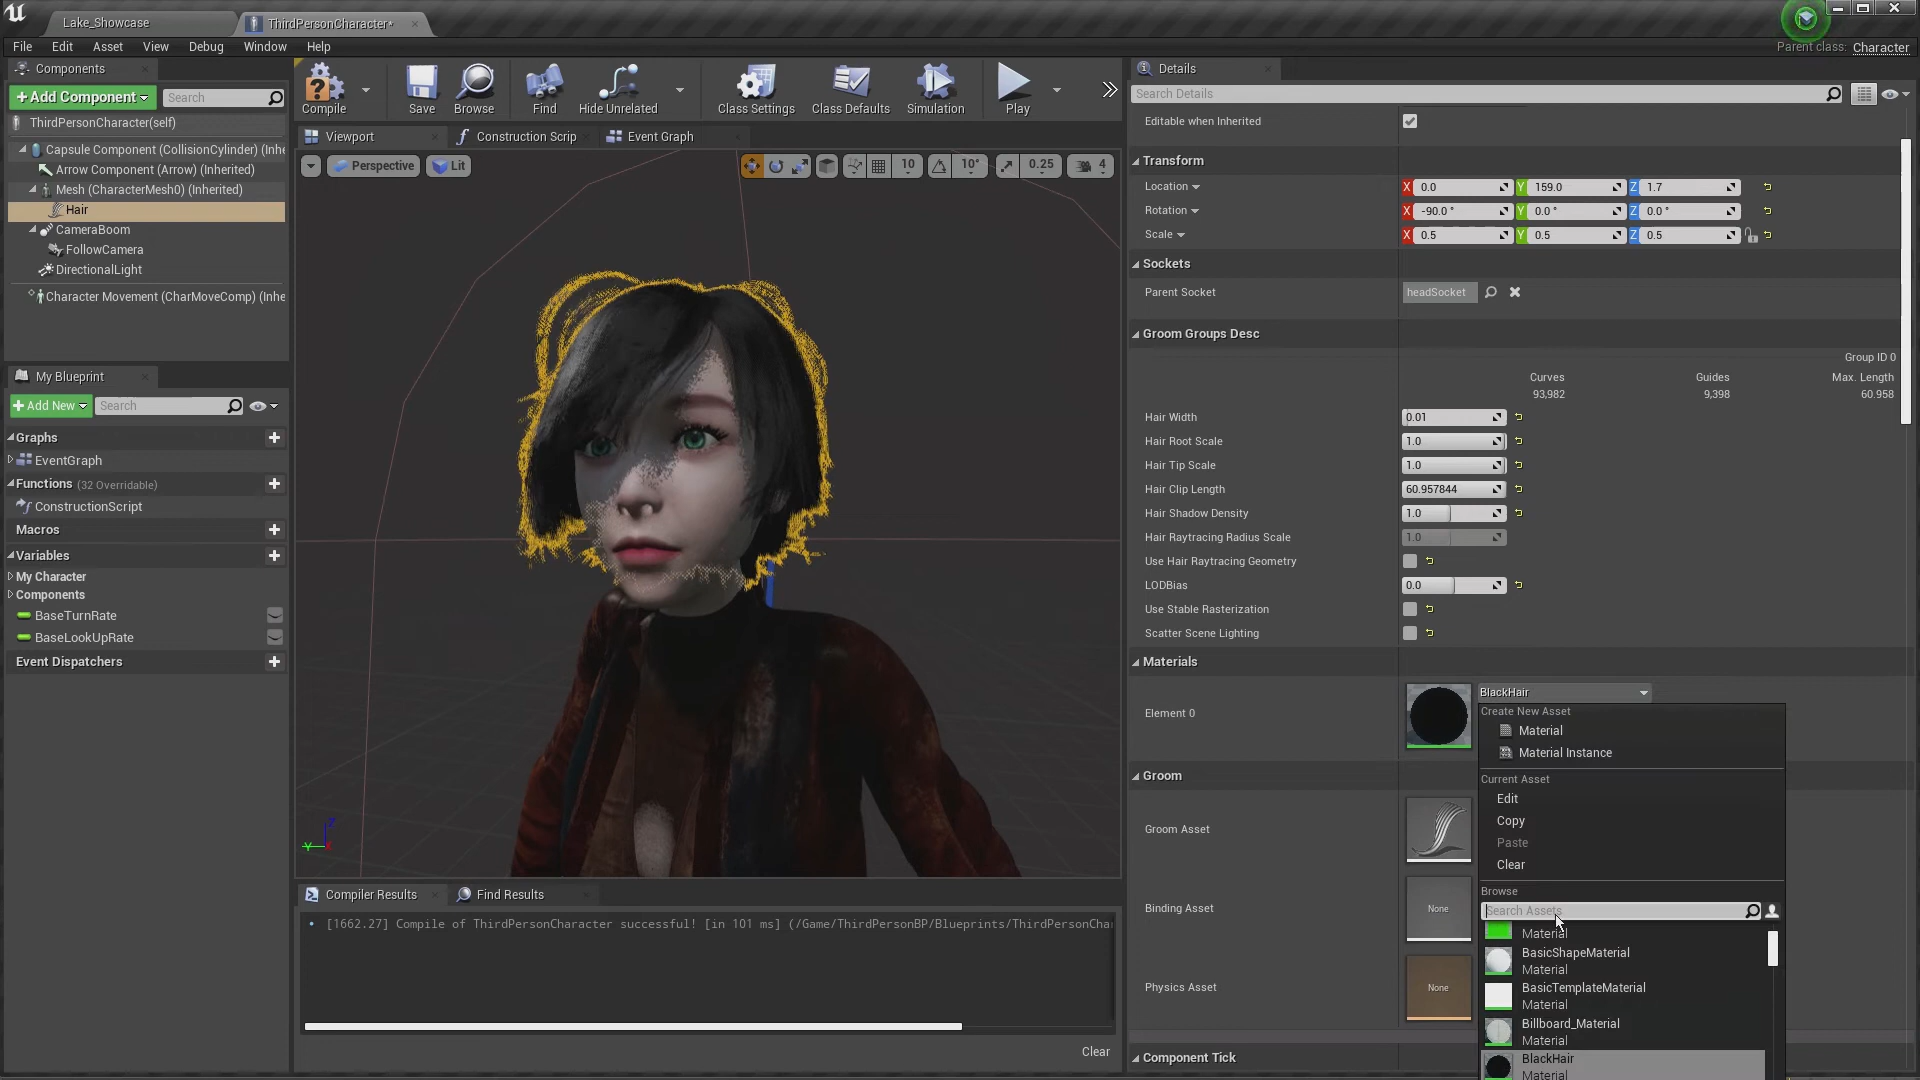 Lake_Showcase
ThirdPersonCharacter*
File Edit Asset View Debug Window Help
Parent class: Character
Components
+Add Component
Search
ThirdPersonCharacter(self)
Capsule Component (CollisionCylinder) (Inhe
Arrow Component (Arrow) (Inherited)
Mesh (CharacterMesh0) (Inherited)
Hair
CameraBoom
FollowCamera
DirectionalLight
Character Movement (CharMoveComp) (Inhe
My Blueprint
+Add New
Search
Graphs
EventGraph
Functions (32 Overridable)
ConstructionScript
Macros
Variables
My Character
Components
BaseTurnRate
BaseLookUpRate
Event Dispatchers
Compile
Save
Browse
Find
Hide Unrelated
Class Settings
Class Defaults
Simulation
Play
Viewport
Construction Scrip
Event Graph
Perspective
Lit
10
10°
0.25
4
Z
Y
Compiler Results
Find Results
[1662.27] Compile of ThirdPersonCharacter successful! [in 101 ms] (/Game/ThirdPersonBP/Blueprints/ThirdPersonChar
Clear
Details
Search Details
Editable when Inherited
Transform
Location X 0.0 Y 159.0 Z 1.7
Rotation X -90.0 ° Y 0.0 ° Z 0.0 °
Scale X 0.5 Y 0.5 Z 0.5
Sockets
Parent Socket headSocket
Groom Groups Desc
Group ID 0
Curves Guides Max. Length
93,982 9,398 60.958
Hair Width 0.01
Hair Root Scale 1.0
Hair Tip Scale 1.0
Hair Clip Length 60.957844
Hair Shadow Density 1.0
Hair Raytracing Radius Scale 1.0
Use Hair Raytracing Geometry
LODBias 0.0
Use Stable Rasterization
Scatter Scene Lighting
Materials
Element 0
BlackHair
Create New Asset
Material
Material Instance
Current Asset
Edit
Copy
Paste
Clear
Browse
Search Assets
Material
BasicShapeMaterial
Material
BasicTemplateMaterial
Material
Billboard_Material
Material
BlackHair
Material
Groom
Groom Asset
Binding Asset
None
Physics Asset
None
Component Tick